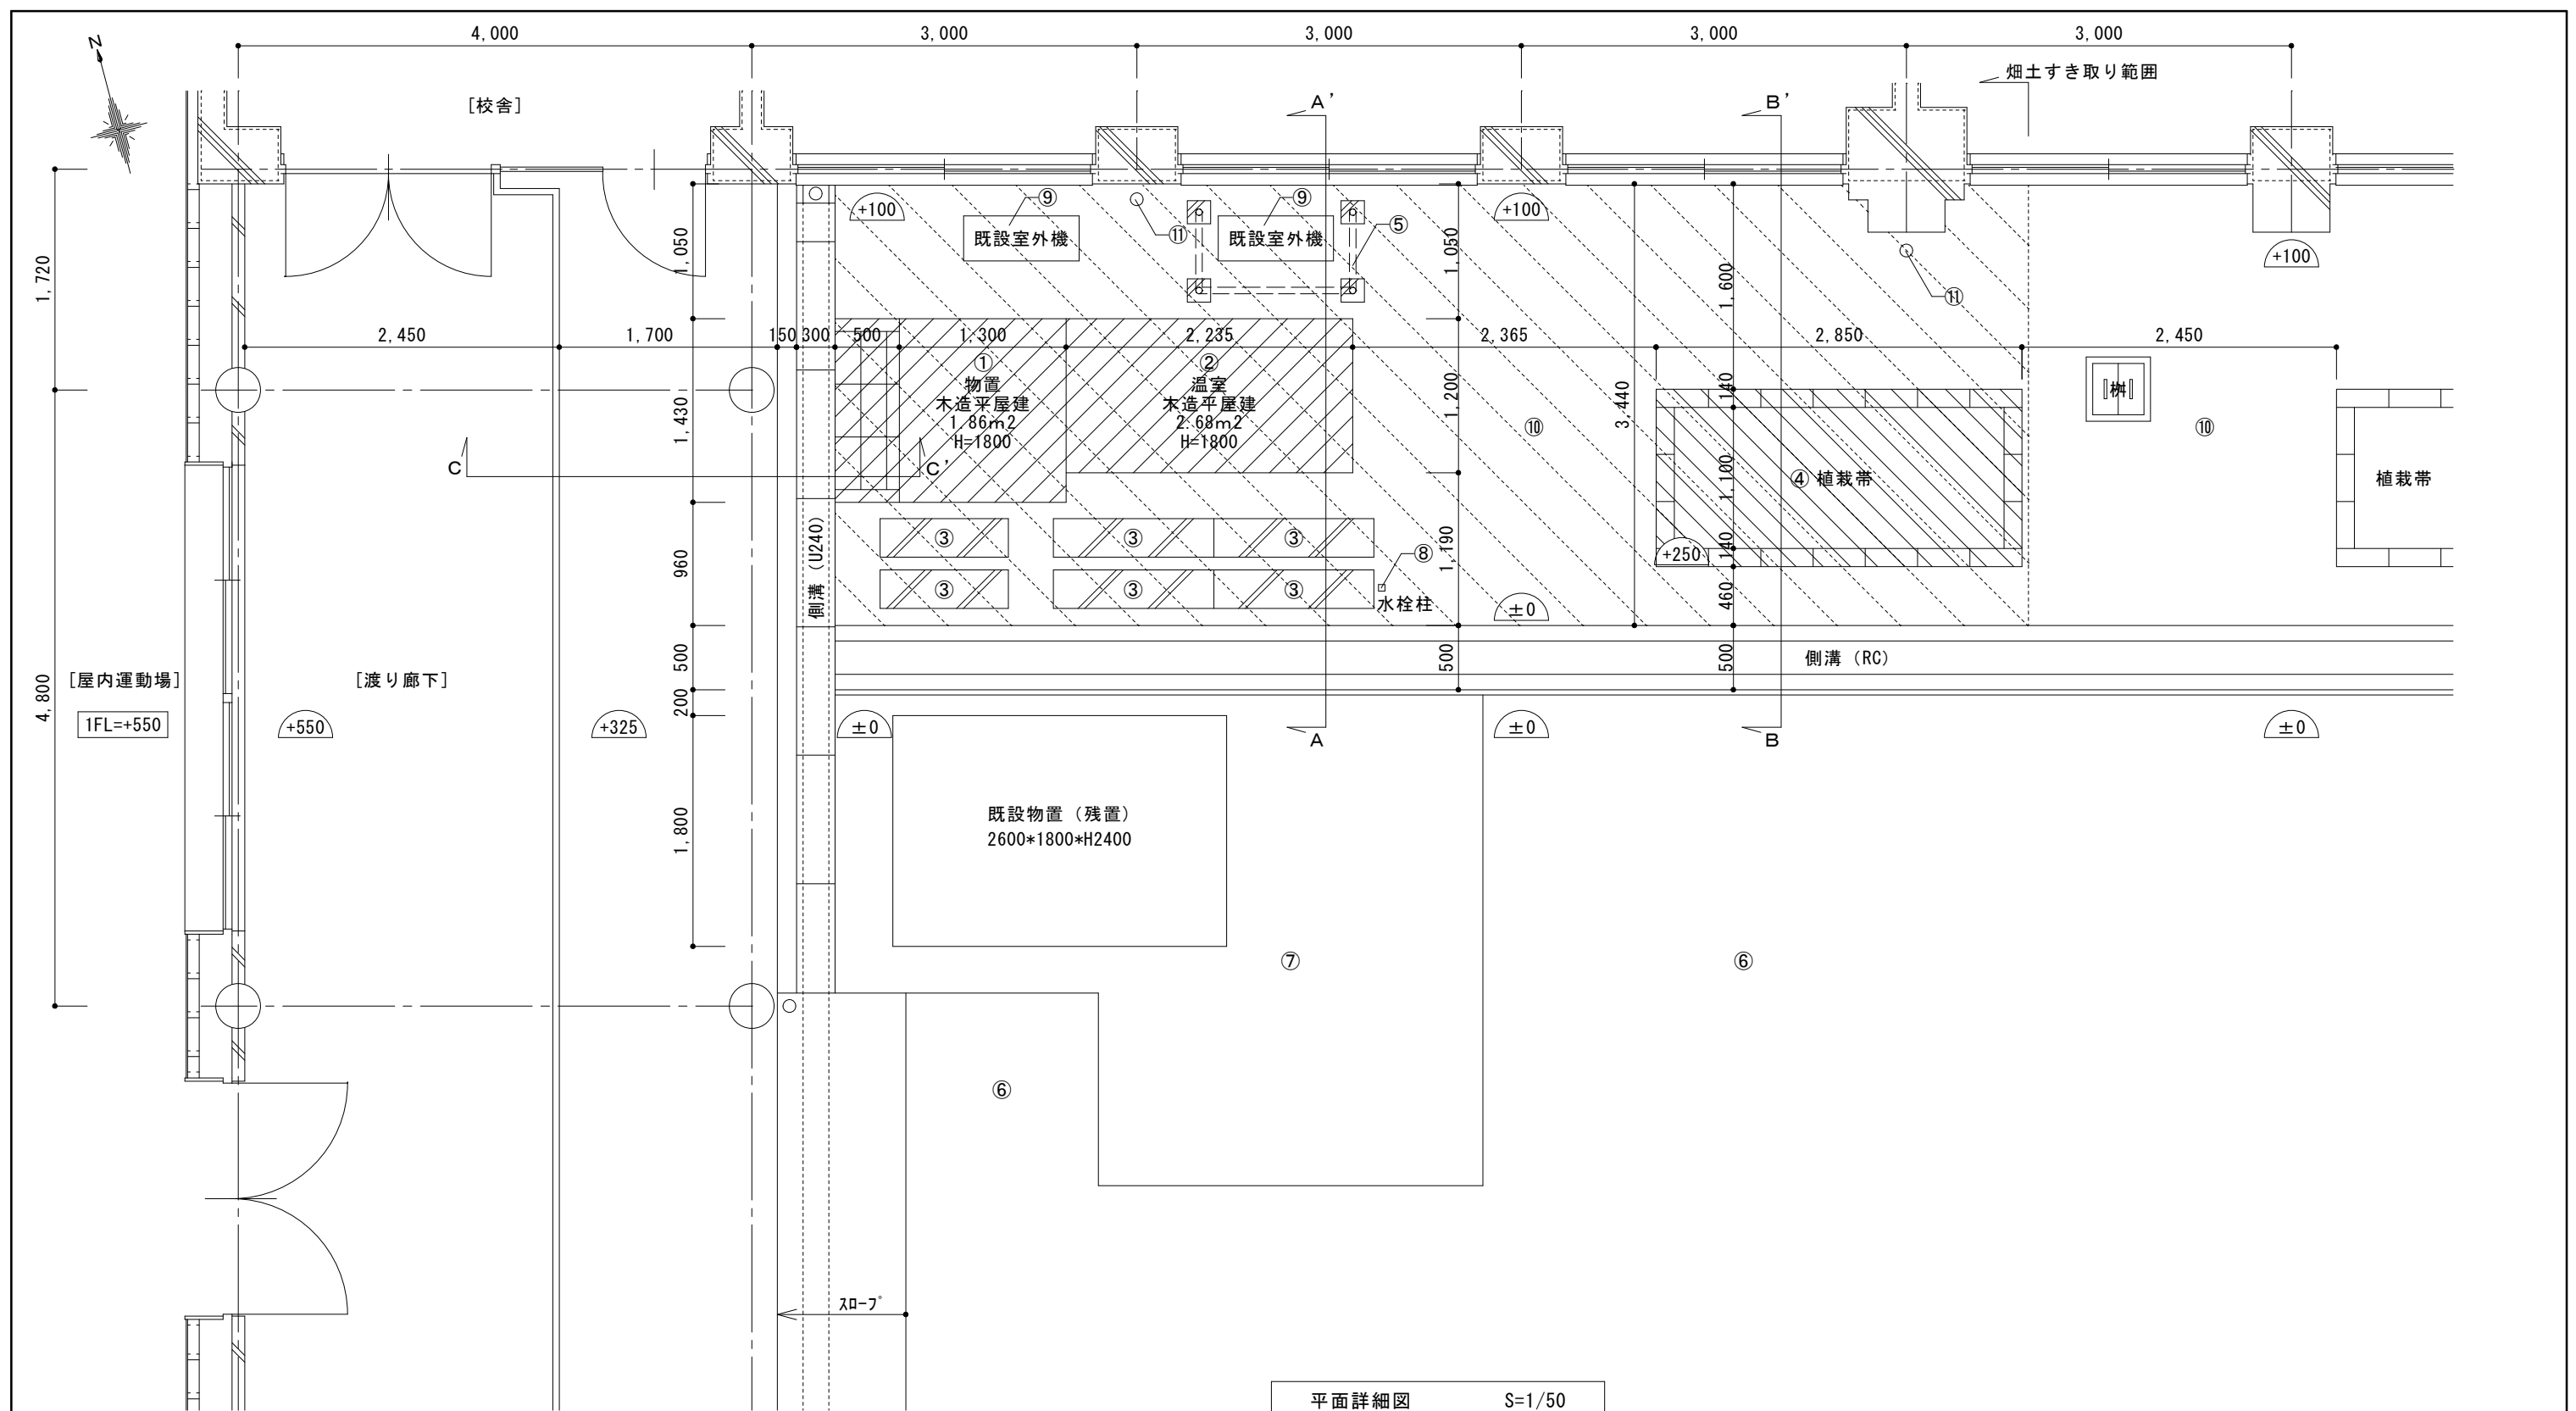 4,000
3,000
3,000
3,000
3,000
N
[校舎]
A'
B'
畑土すき取り範囲
+100
⑨
既設室外機
⑪
⑨
既設室外機
⑤
+100
⑪
+100
1,720
1,050
1,050
1,600
2,450
1,700
150
300
500
1,300
2,235
2,365
2,850
2,450
①
物置
木造平屋建
1.86m2
H=1800
②
温室
木造平屋建
2.68m2
H=1800
1,430
1,200
3,440
140
⑩
桝
⑩
C
C'
1,100
④ 植栽帯
植栽帯
960
側溝 (U240)
③
③
③
③
③
③
⑧
水栓柱
1,190
+250
140
460
±0
4,800
[屋内運動場]
1FL=+550
[渡り廊下]
+550
+325
500
200
500
500
側溝 (RC)
±0
A
±0
B
±0
1,800
既設物置 (残置)
2600*1800*H2400
⑦
⑥
⑥
ｽﾛｰﾌﾟ
平面詳細図 S=1/50